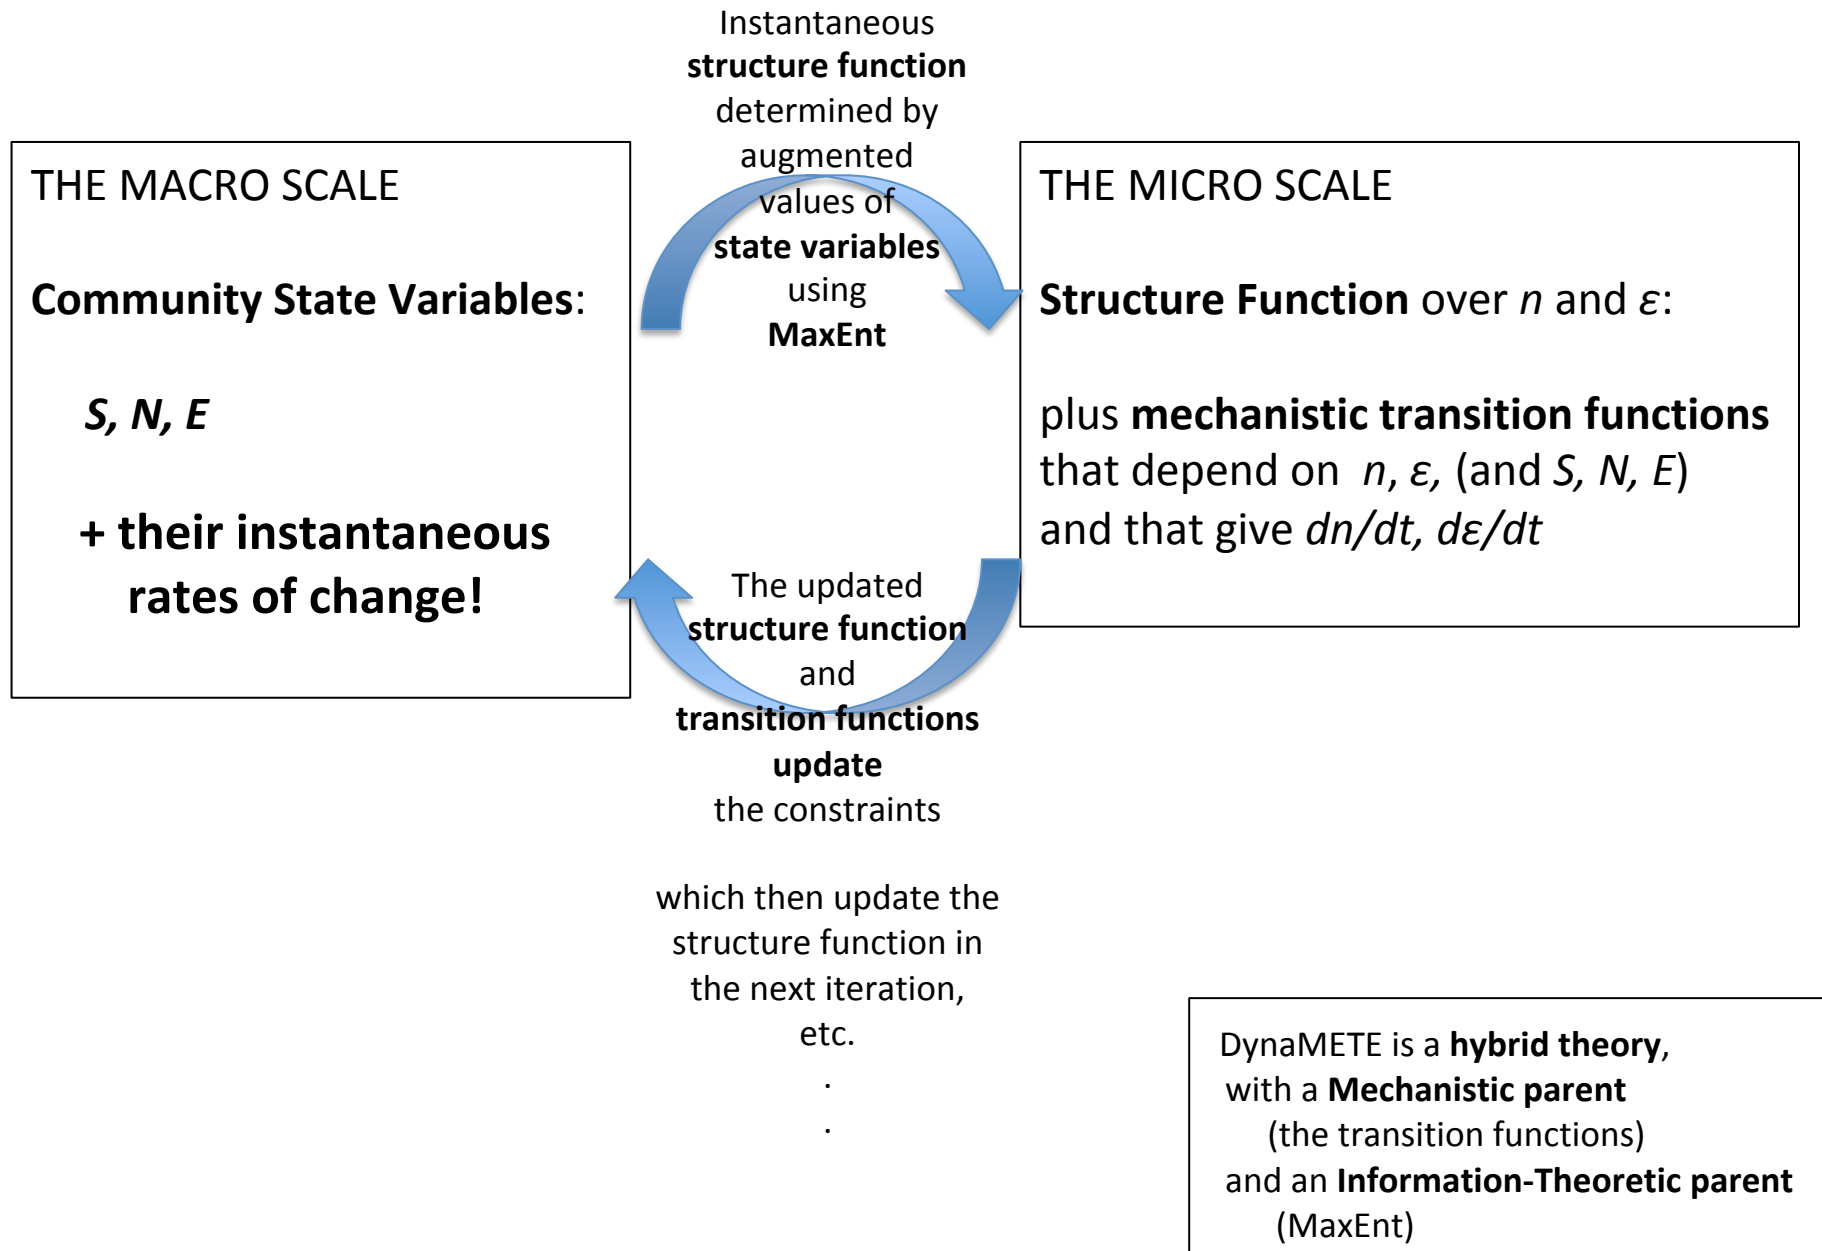 Instantaneous
structure function
determined by
augmented
values of
state variables
using
MaxEnt
THE MACRO SCALE
Community State Variables:
S, N, E
+ their instantaneous
rates of change!
THE MICRO SCALE
Structure Function over n and ε:
plus mechanistic transition functions
that depend on n, ε, (and S, N, E)
and that give dn/dt, dε/dt
The updated
structure function
and
transition functions
update
the constraints
which then update the
structure function in
the next iteration,
etc.
.
.
DynaMETE is a hybrid theory,
with a Mechanistic parent
(the transition functions)
and an Information-Theoretic parent
(MaxEnt)